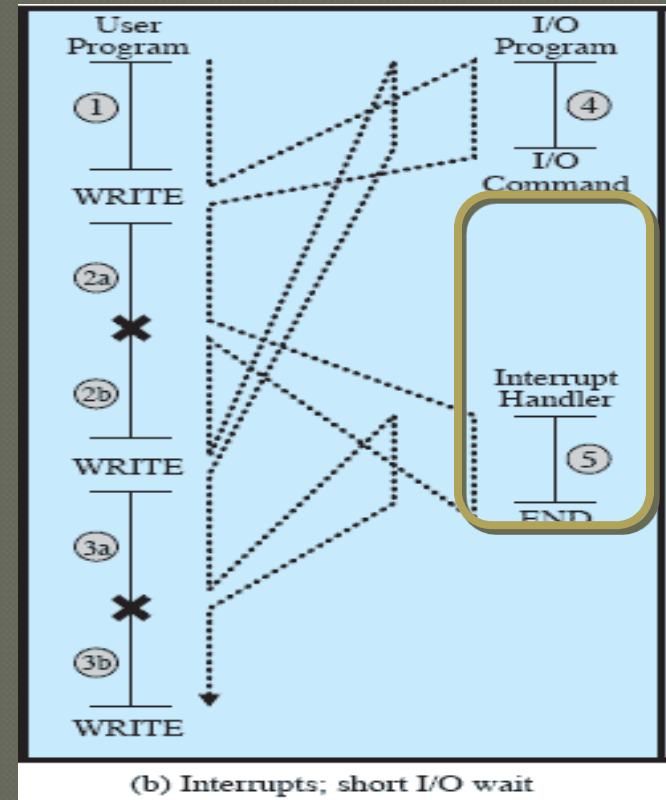 User
Program
I/O
Program
1
4
I/O
Command
WRITE
2a
2b
Interrupt
Handler
5
END
WRITE
3a
3b
WRITE
(b) Interrupts; short I/O wait